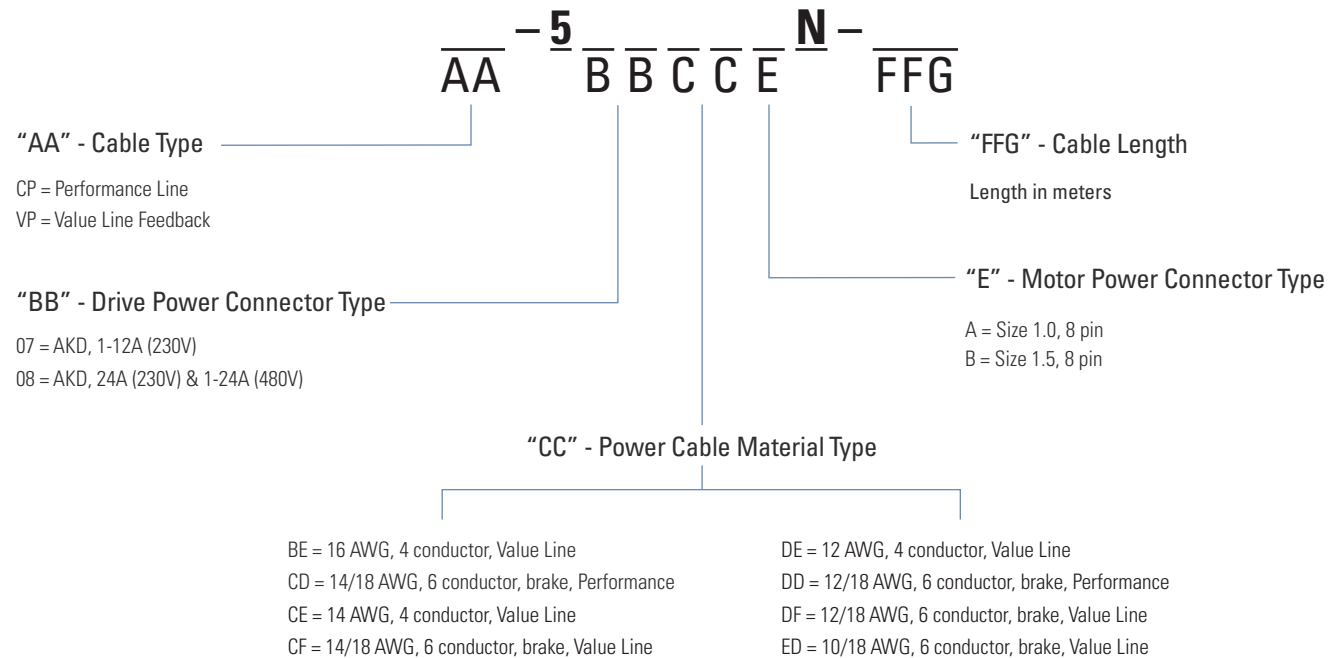 – 5 N –
AA B B C C E FFG
“AA” - Cable Type
CP = Performance Line
VP = Value Line Feedback
“BB” - Drive Power Connector Type
07 = AKD, 1-12A (230V)
08 = AKD, 24A (230V) & 1-24A (480V)
“FFG” - Cable Length
Length in meters
“E” - Motor Power Connector Type
A = Size 1.0, 8 pin
B = Size 1.5, 8 pin
“CC” - Power Cable Material Type
BE = 16 AWG, 4 conductor, Value Line
CD = 14/18 AWG, 6 conductor, brake, Performance
CE = 14 AWG, 4 conductor, Value Line
CF = 14/18 AWG, 6 conductor, brake, Value Line
DE = 12 AWG, 4 conductor, Value Line
DD = 12/18 AWG, 6 conductor, brake, Performance
DF = 12/18 AWG, 6 conductor, brake, Value Line
ED = 10/18 AWG, 6 conductor, brake, Value Line